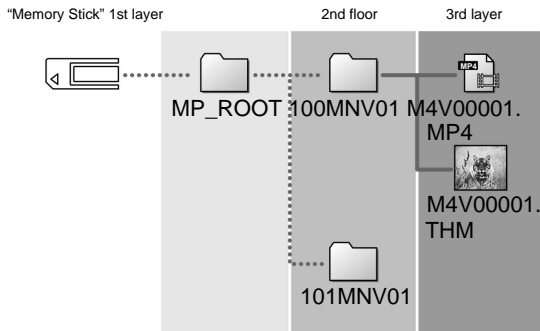 “Memory Stick” 1st layer
2nd floor
3rd layer
MP4
MP_ROOT
100MNV01
M4V00001.
MP4
M4V00001.
THM
101MNV01